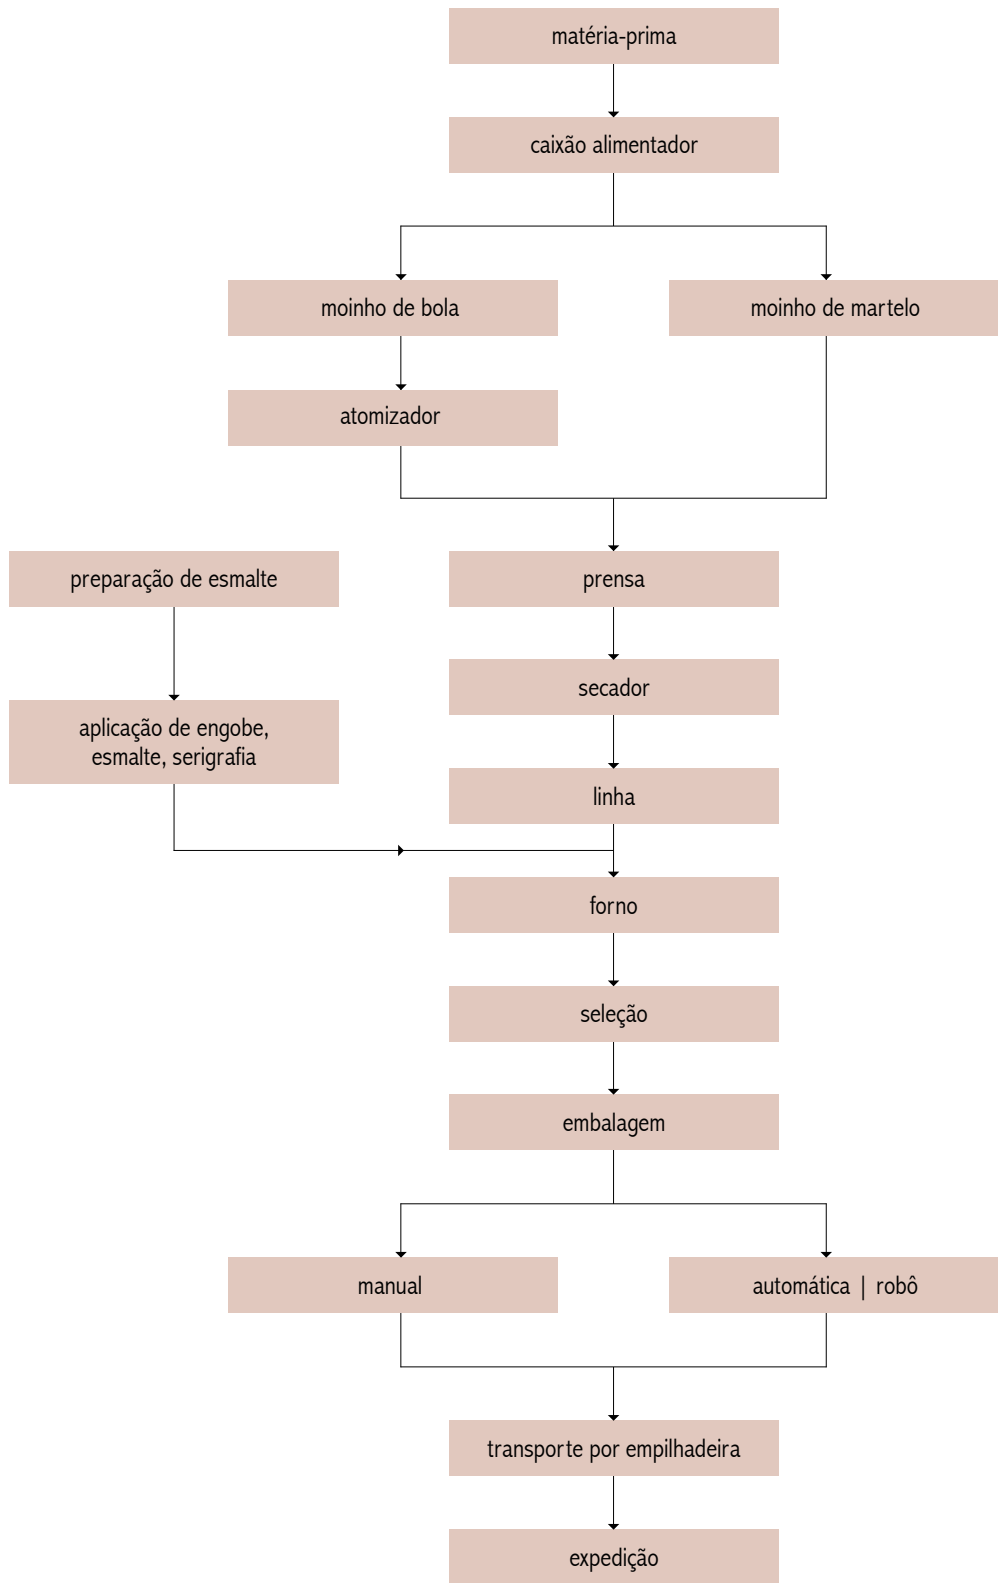 matéria-prima
caixão alimentador
moinho de bola
moinho de martelo
atomizador
preparação de esmalte
prensa
secador
aplicação de engobe,
esmalte, serigrafia
linha
forno
seleção
embalagem
manual
automática | robô
transporte por empilhadeira
expedição